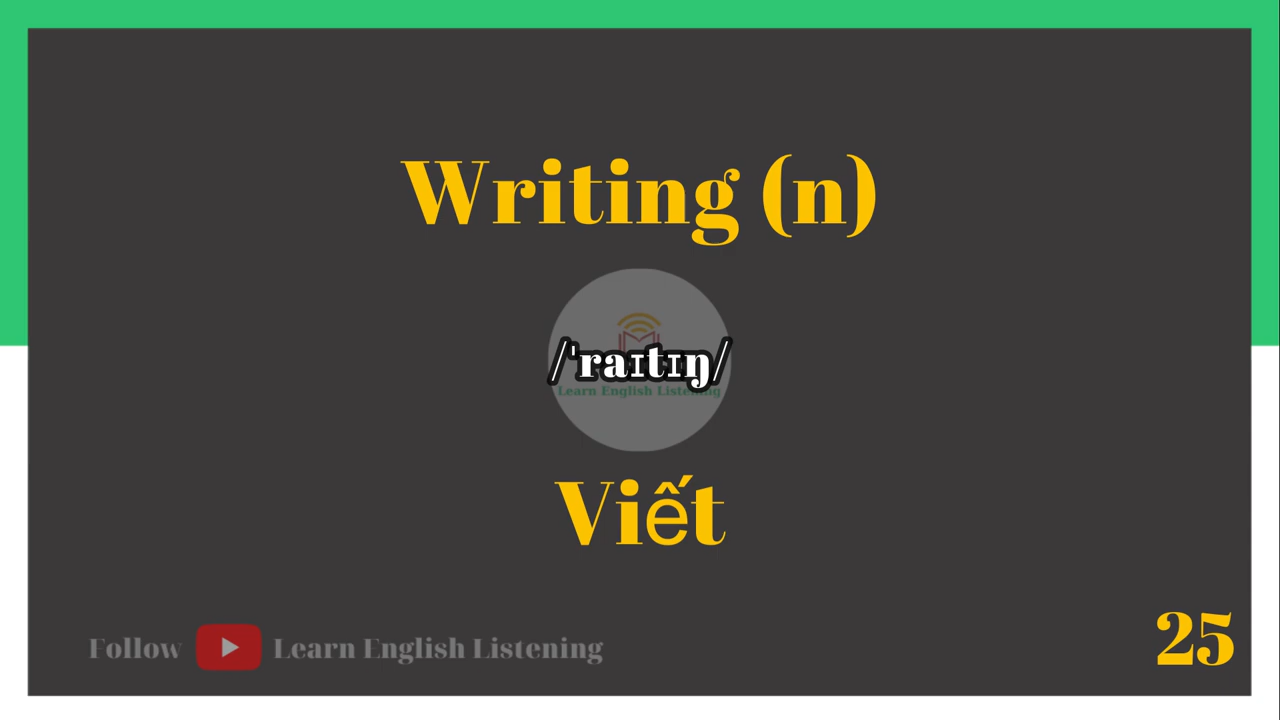 Writing (n)
/ˈraɪtɪŋ/
Learn English Listening
Viết
Follow Learn English Listening
25